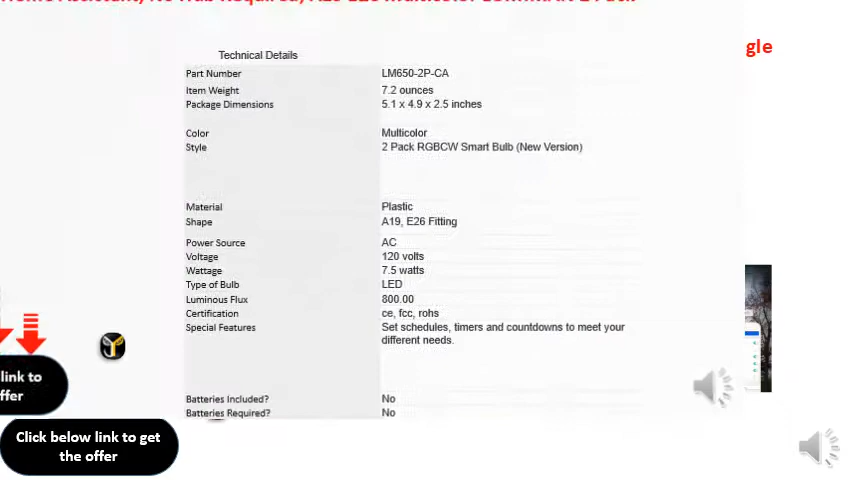 gle
Technical Details
Part Number LM650-2P-CA
Item Weight 7.2 ounces
Package Dimensions 5.1 x 4.9 x 2.5 inches
Color Multicolor
Style 2 Pack RGBCW Smart Bulb (New Version)
Material Plastic
Shape A19, E26 Fitting
Power Source AC
Voltage 120 volts
Wattage 7.5 watts
Type of Bulb LED
Luminous Flux 800.00
Certification ce, fcc, rohs
Special Features Set schedules, timers and countdowns to meet your
different needs.
Batteries Included? No
Batteries Required? No
link to
ffer
Click below link to get
the offer